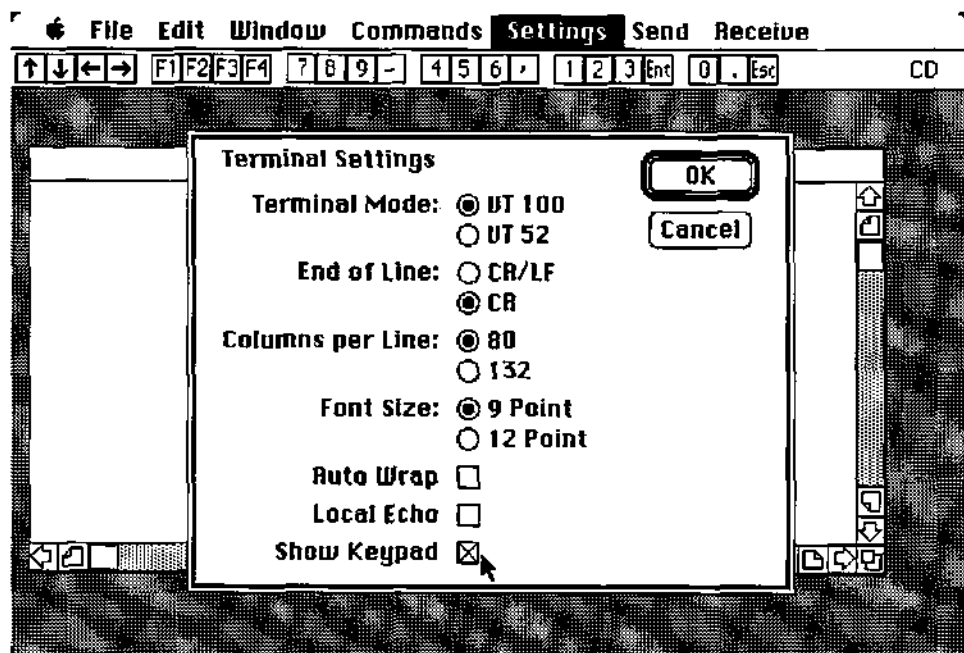 File Edit Window Commands Settings Send Receive
↑ ↓ ← → F1 F2 F3 F4 7 8 9 - 4 5 6 , 1 2 3 Ent 0 . Esc CD
Terminal Settings
OK
Terminal Mode: VT 100
VT 52
Cancel
End of Line: CR/LF
CR
Columns per Line: 80
132
Font Size: 9 Point
12 Point
Auto Wrap
Local Echo
Show Keypad